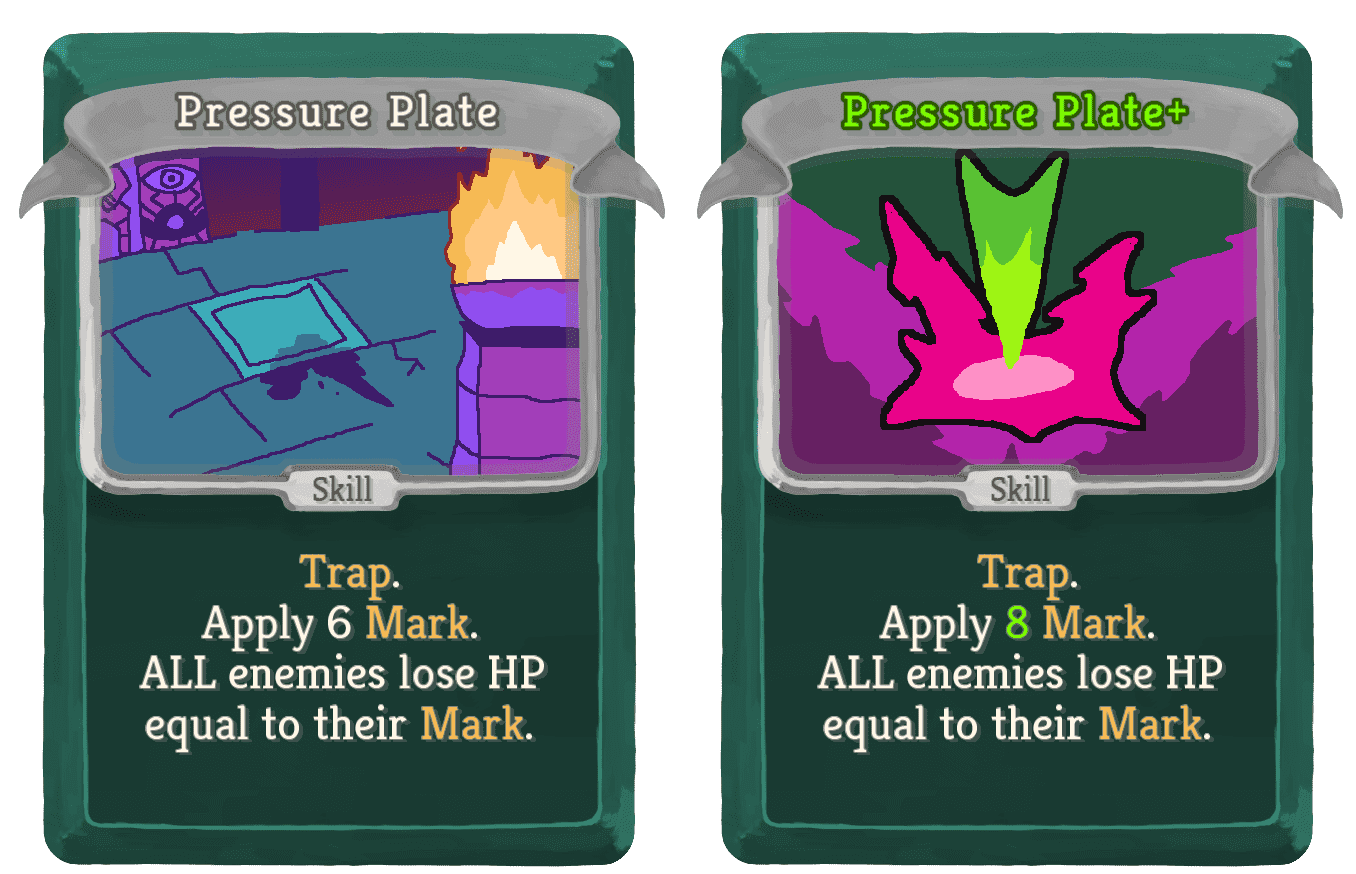 Pressure Plate
Skill
Trap.
Apply 6 Mark.
ALL enemies lose HP
equal to their Mark.
Pressure Plate+
Skill
Trap.
Apply 8 Mark.
ALL enemies lose HP
equal to their Mark.